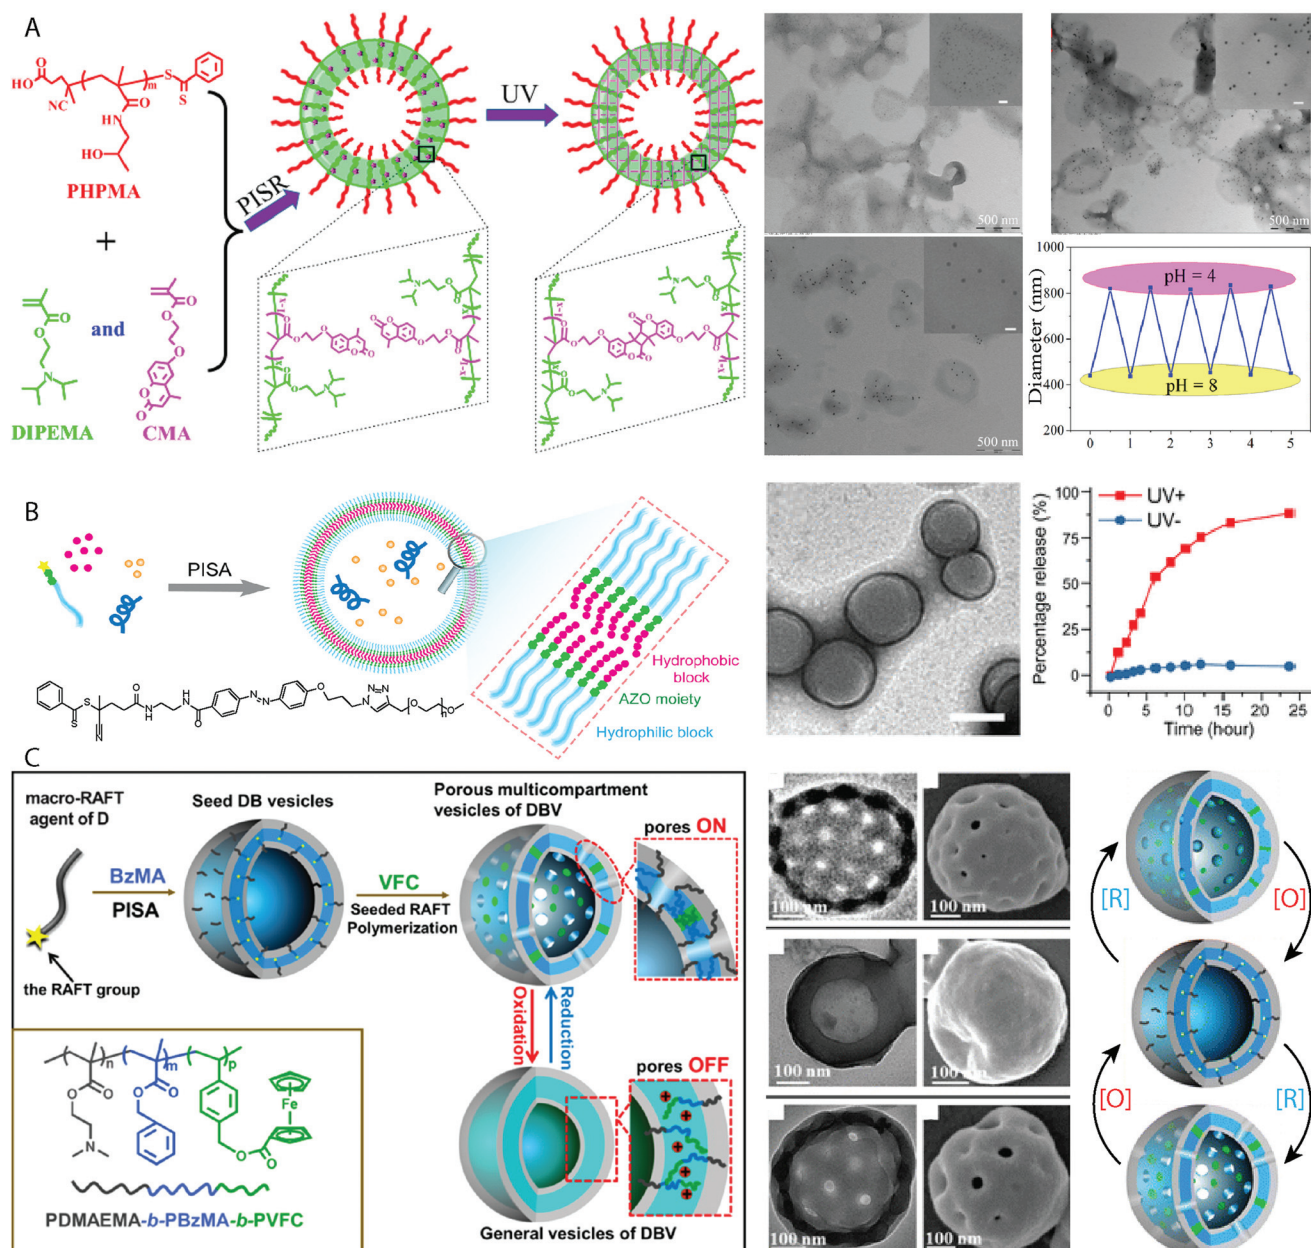 A
HO
O
NC
m
S
S
O
HN
HO
PHPMA
+
and
DIPEMA
CMA
PISR
UV
500 nm
500 nm
500 nm
Diameter (nm)
1000
800
600
400
200
pH = 4
pH = 8
0 1 2 3 4 5
B
PISA
Hydrophobic
block
AZO moiety
Hydrophilic block
Percentage release (%)
100
75
50
25
0
UV+
UV-
0 5 10 15 20 25
Time (hour)
C
macro-RAFT
agent of D
the RAFT group
BzMA
PISA
Seed DB vesicles
VFC
Seeded RAFT
Polymerization
Porous multicompartment
vesicles of DBV
pores ON
Oxidation
Reduction
pores OFF
General vesicles of DBV
n
m
p
O
O
N
O
O
Fe
O
O
PDMAEMA-b-PBzMA-b-PVFC
100 nm
100 nm
100 nm
100 nm
100 nm
100 nm
[R]
[O]
[O]
[R]